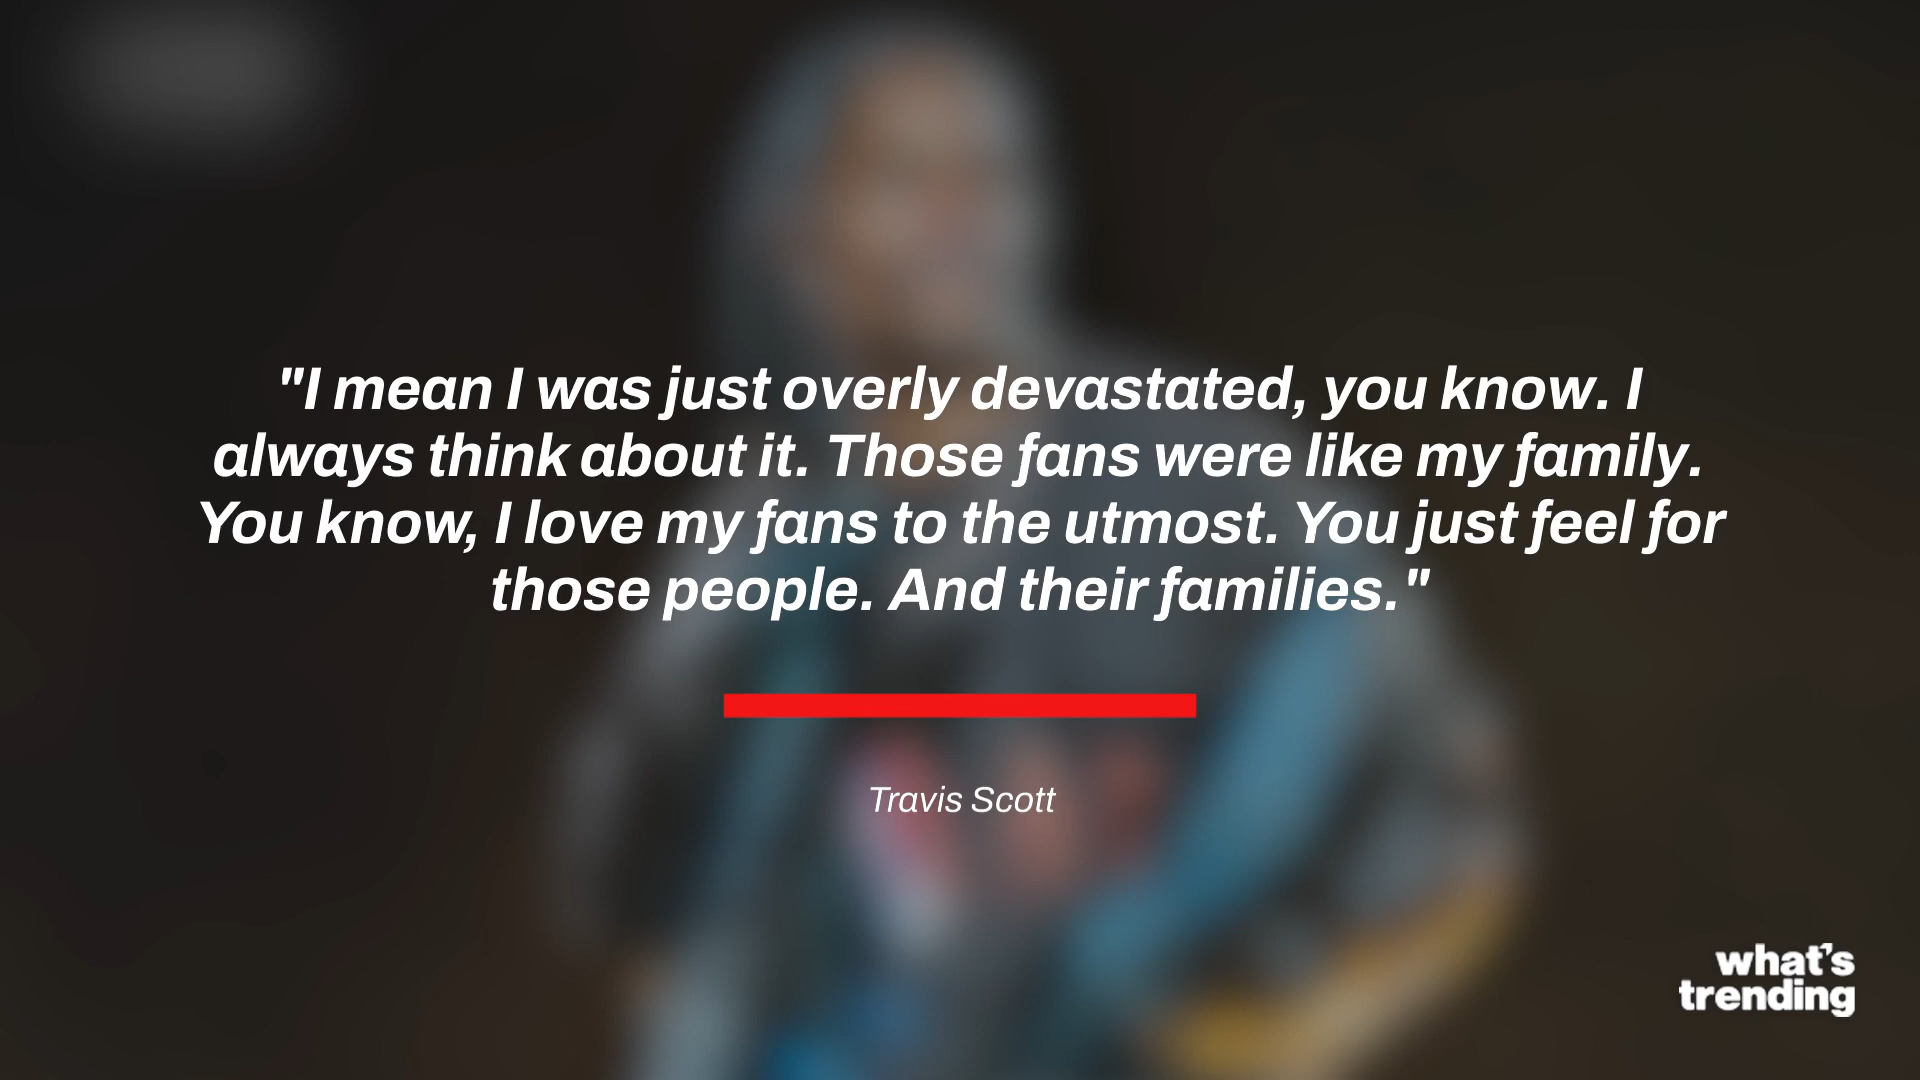 "I mean I was just overly devastated, you know. I
always think about it. Those fans were like my family.
You know, I love my fans to the utmost. You just feel for
those people. And their families."
Travis Scott
what's
trending